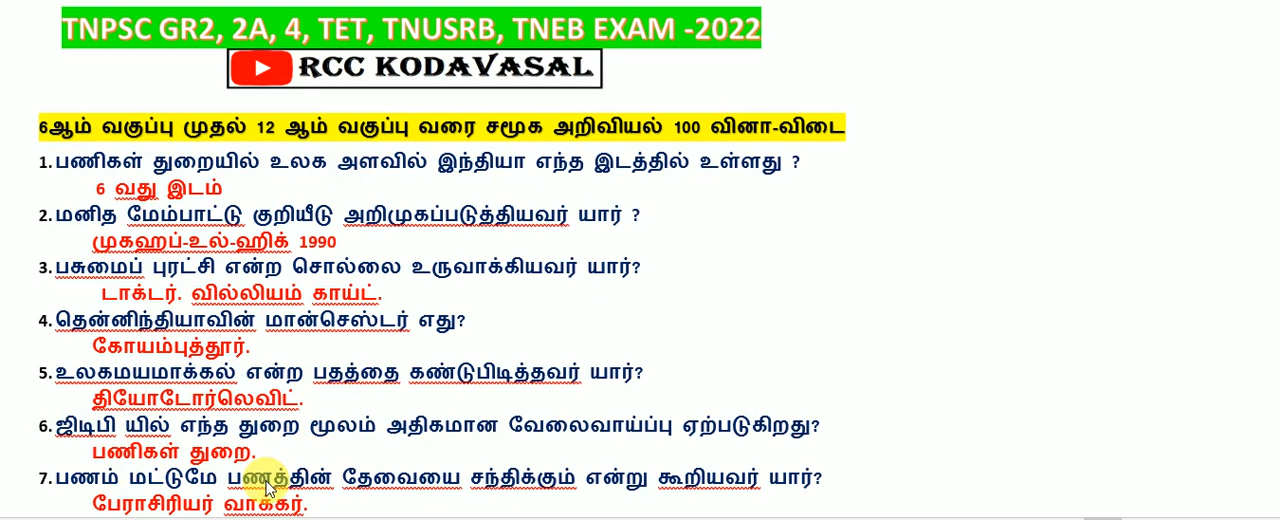 TNPSC GR2, 2A, 4, TET, TNUSRB, TNEB EXAM -2022
RCC KODAVASAL
6ஆம் வகுப்பு முதல் 12 ஆம் வகுப்பு வரை சமூக அறிவியல் 100 வினா-விடை
1. பணிகள் துறையில் உலக அளவில் இந்தியா எந்த இடத்தில் உள்ளது ?
6 வது இடம்
2. மனித மேம்பாட்டு குறியீடு அறிமுகப்படுத்தியவர் யார் ?
முகஹப்-உல்-ஹிக் 1990
3. பசுமைப் புரட்சி என்ற சொல்லை உருவாக்கியவர் யார்?
டாக்டர். வில்லியம் காய்ட்.
4. தென்னிந்தியாவின் மான்செஸ்டர் எது?
கோயம்புத்தூர்.
5. உலகமயமாக்கல் என்ற பதத்தை கண்டுபிடித்தவர் யார்?
தியோடோர்லெவிட்.
6. ஜிடிபி யில் எந்த துறை மூலம் அதிகமான வேலைவாய்ப்பு ஏற்படுகிறது?
பணிகள் துறை.
7. பணம் மட்டுமே பணத்தின் தேவையை சந்திக்கும் என்று கூறியவர் யார்?
பேராசிரியர் வாக்கர்.